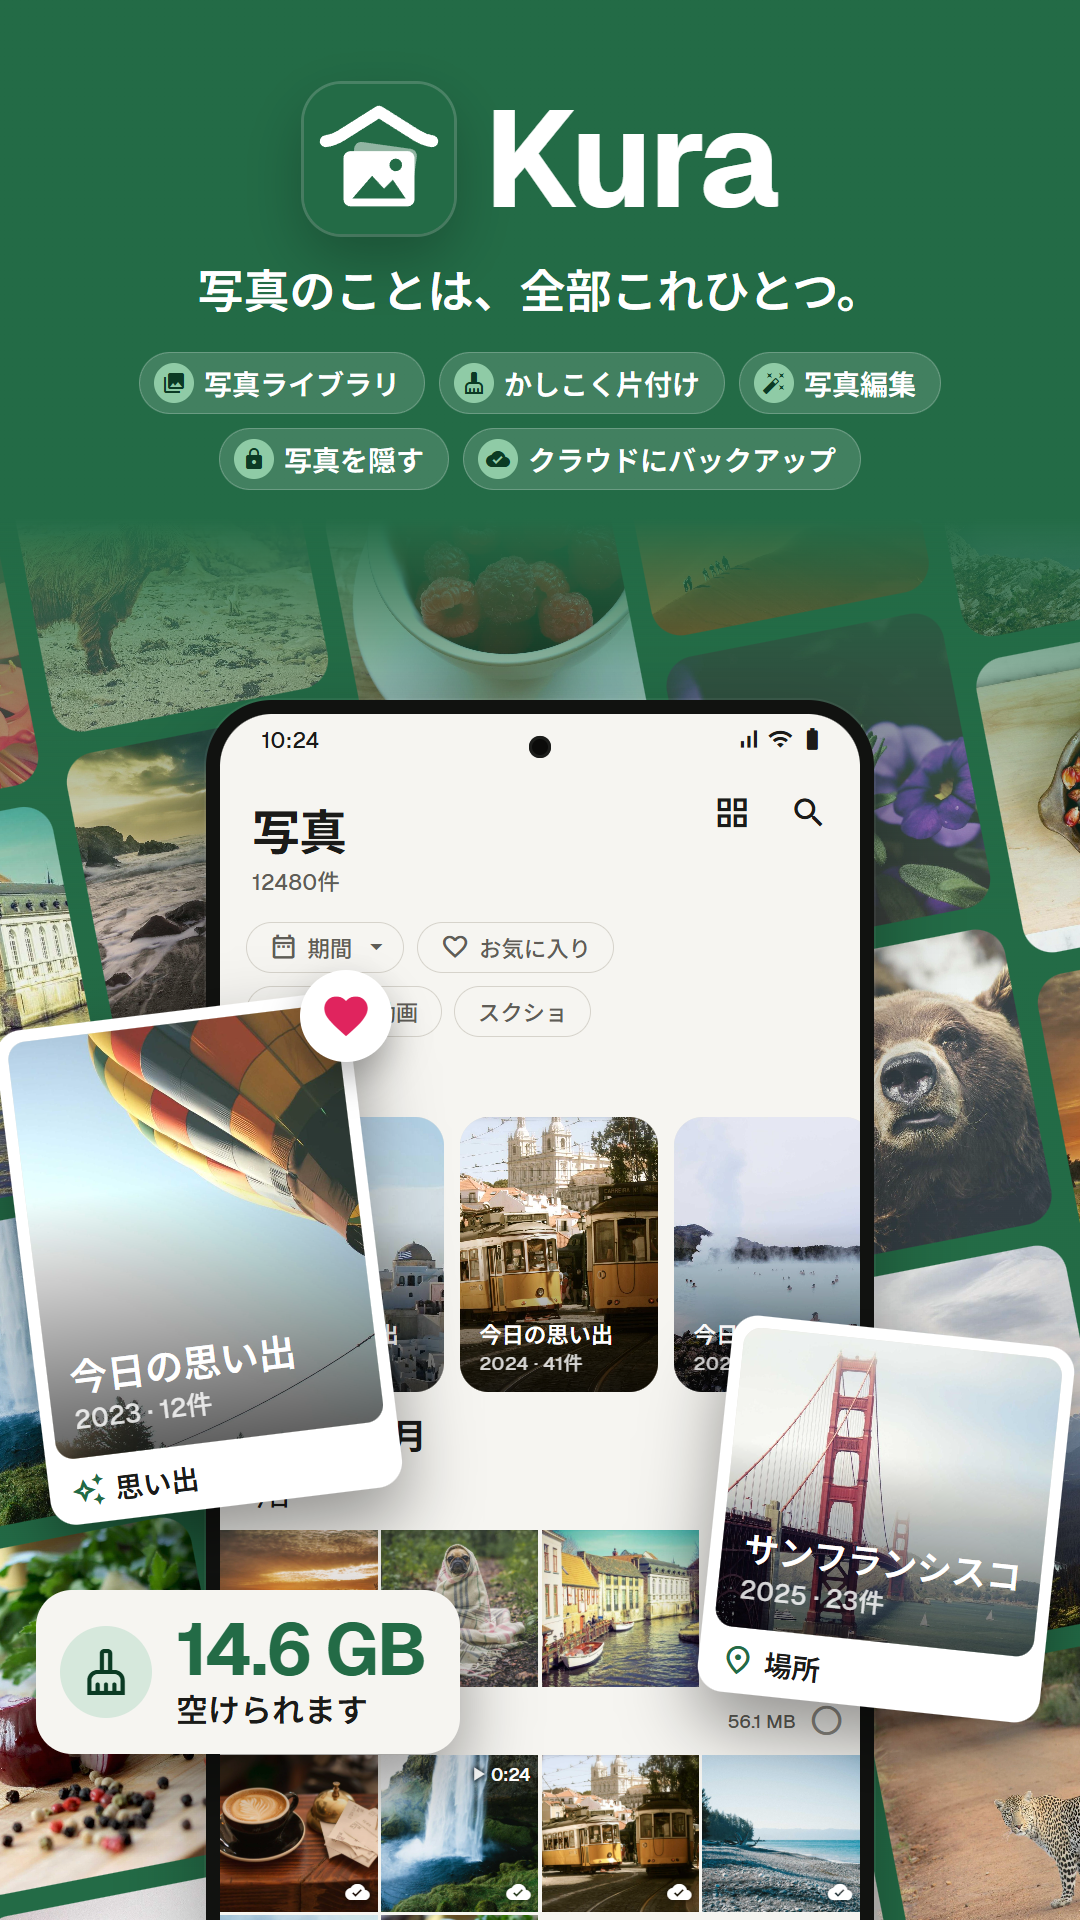 Kura
写真のことは、全部これひとつ。
写真ライブラリ
かしこく片付け
写真編集
写真を隠す
クラウドにバックアップ
10:24
写真
12480件
期間
お気に入り
画
スクショ
今日の思い出
2023 · 12件
思い出
出
今日の思い出
2024 · 41件
今日
202
月
サンフランシスコ
2025 · 23件
場所
14.6 GB
空けられます
56.1 MB
0:24